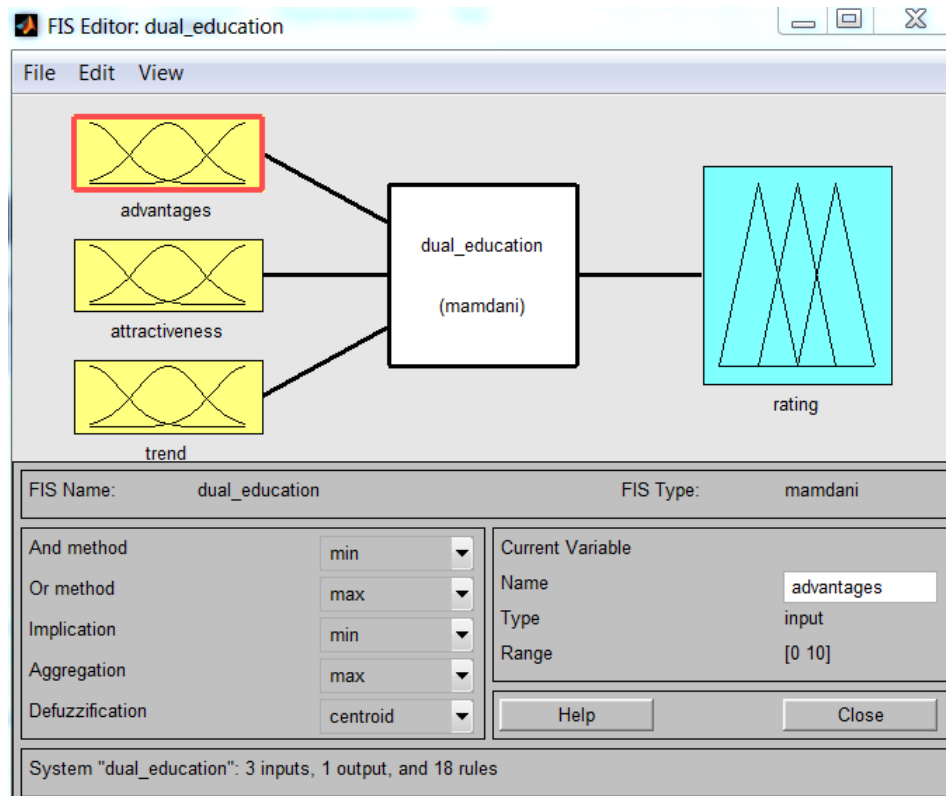 FIS Editor: dual_education
File Edit View
advantages
attractiveness
trend
dual_education
(mamdani)
rating
FIS Name: dual_education FIS Type: mamdani
And method min
Or method max
Implication min
Aggregation max
Defuzzification centroid
Current Variable
Name advantages
Type input
Range [0 10]
Help Close
System "dual_education": 3 inputs, 1 output, and 18 rules